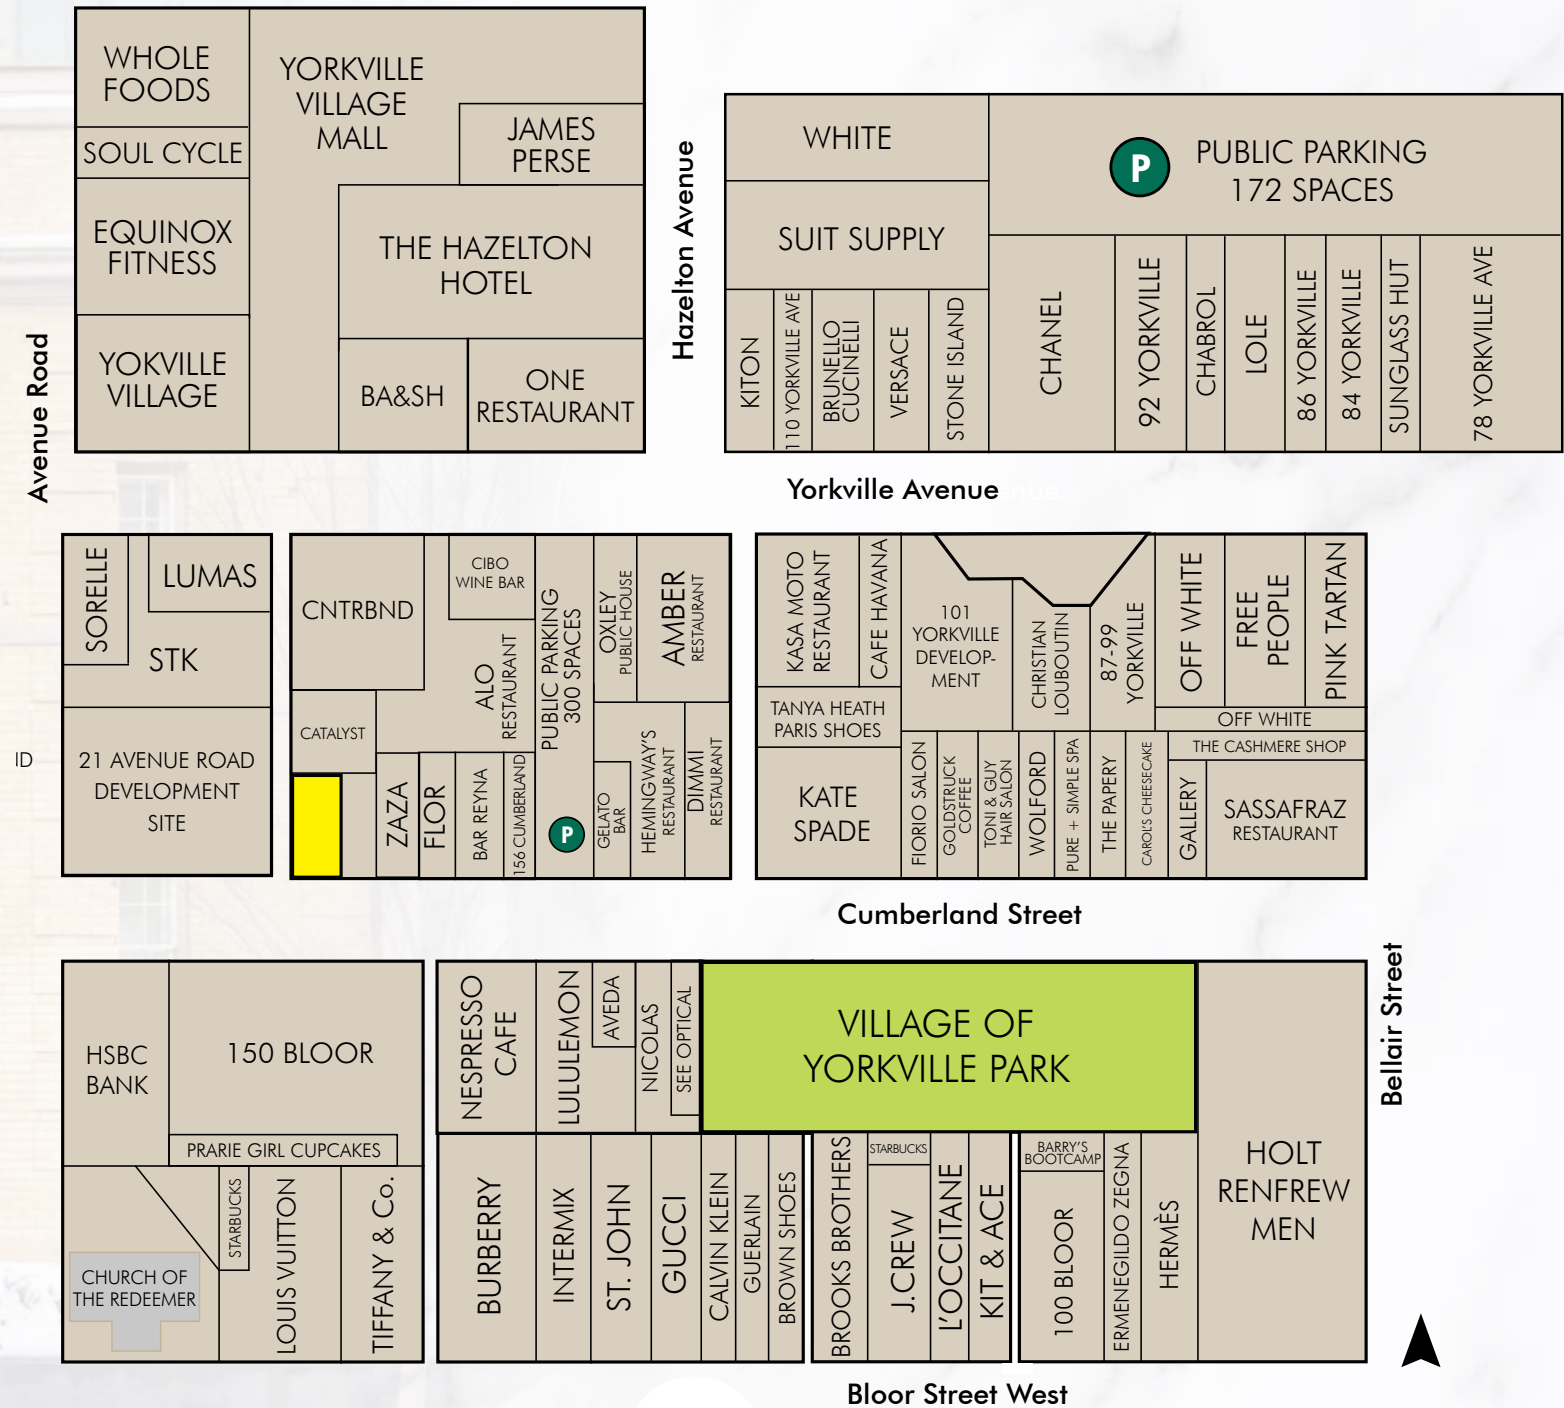 WHOLE
FOODS
SOUL CYCLE
EQUINOX
FITNESS
YOKVILLE
VILLAGE
YORKVILLE
VILLAGE
MALL
JAMES
PERSE
THE HAZELTON
HOTEL
BA&SH
ONE
RESTAURANT
Avenue Road
Hazelton Avenue
WHITE
SUIT SUPPLY
P
PUBLIC PARKING
172 SPACES
KITON
110 YORKVILLE AVE
BRUNELLO
CUCINELLI
VERSACE
STONE ISLAND
CHANEL
92 YORKVILLE
CHABROL
LOLE
86 YORKVILLE
84 YORKVILLE
SUNGLASS HUT
78 YORKVILLE AVE
Yorkville Avenue
SORELLE
LUMAS
STK
21 AVENUE ROAD
DEVELOPMENT
SITE
ID
CNTRBND
CIBO
WINE BAR
ALO
RESTAURANT
CATALYST
ZAZA
FLOR
BAR REYNA
156 CUMBERLAND
PUBLIC PARKING
300 SPACES
P
OXLEY
PUBLIC HOUSE
AMBER
RESTAURANT
GELATO
BAR
HEMINGWAY'S
RESTAURANT
DIMMI
RESTAURANT
KASA MOTO
RESTAURANT
CAFE HAVANA
101
YORKVILLE
DEVELOP-
MENT
CHRISTIAN
LOUBOUTIN
87-99
YORKVILLE
OFF WHITE
FREE
PEOPLE
PINK TARTAN
TANYA HEATH
PARIS SHOES
OFF WHITE
THE CASHMERE SHOP
KATE
SPADE
FIORIO SALON
GOLDSTRUCK
COFFEE
TONI & GUY
HAIR SALON
WOLFORD
PURE + SIMPLE SPA
THE PAPERY
CAROL'S CHEESECAKE
GALLERY
SASSAFRAZ
RESTAURANT
Cumberland Street
Bellair Street
HSBC
BANK
150 BLOOR
PRARIE GIRL CUPCAKES
CHURCH OF
THE REDEEMER
STARBUCKS
LOUIS VUITTON
TIFFANY & Co.
NESPRESSO
CAFE
LULULEMON
AVEDA
NICOLAS
SEE OPTICAL
VILLAGE OF
YORKVILLE PARK
BURBERRY
INTERMIX
ST. JOHN
GUCCI
CALVIN KLEIN
GUERLAIN
BROWN SHOES
BROOKS BROTHERS
STARBUCKS
J.CREW
L'OCCITANE
KIT & ACE
BARRY'S
BOOTCAMP
100 BLOOR
ERMENEGILDO ZEGNA
HERMÈS
HOLT
RENFREW
MEN
Bloor Street West